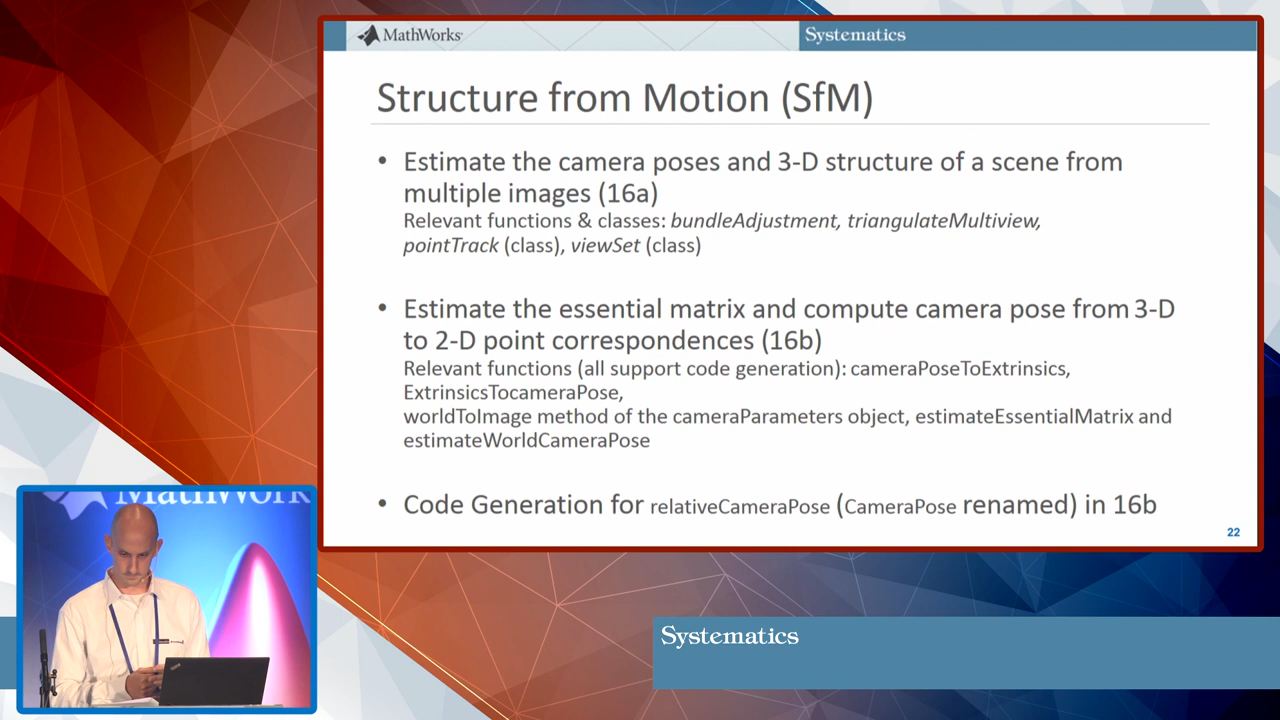 MathWorks
Systematics
Structure from Motion (SfM)
• Estimate the camera poses and 3-D structure of a scene from
multiple images (16a)
Relevant functions & classes: bundleAdjustment, triangulateMultiview,
pointTrack (class), viewSet (class)
• Estimate the essential matrix and compute camera pose from 3-D
to 2-D point correspondences (16b)
Relevant functions (all support code generation): cameraPoseToExtrinsics,
ExtrinsicsTocameraPose,
worldToImage method of the cameraParameters object, estimateEssentialMatrix and
estimateWorldCameraPose
• Code Generation for relativeCameraPose (CameraPose renamed) in 16b
22
MathWork
Systematics